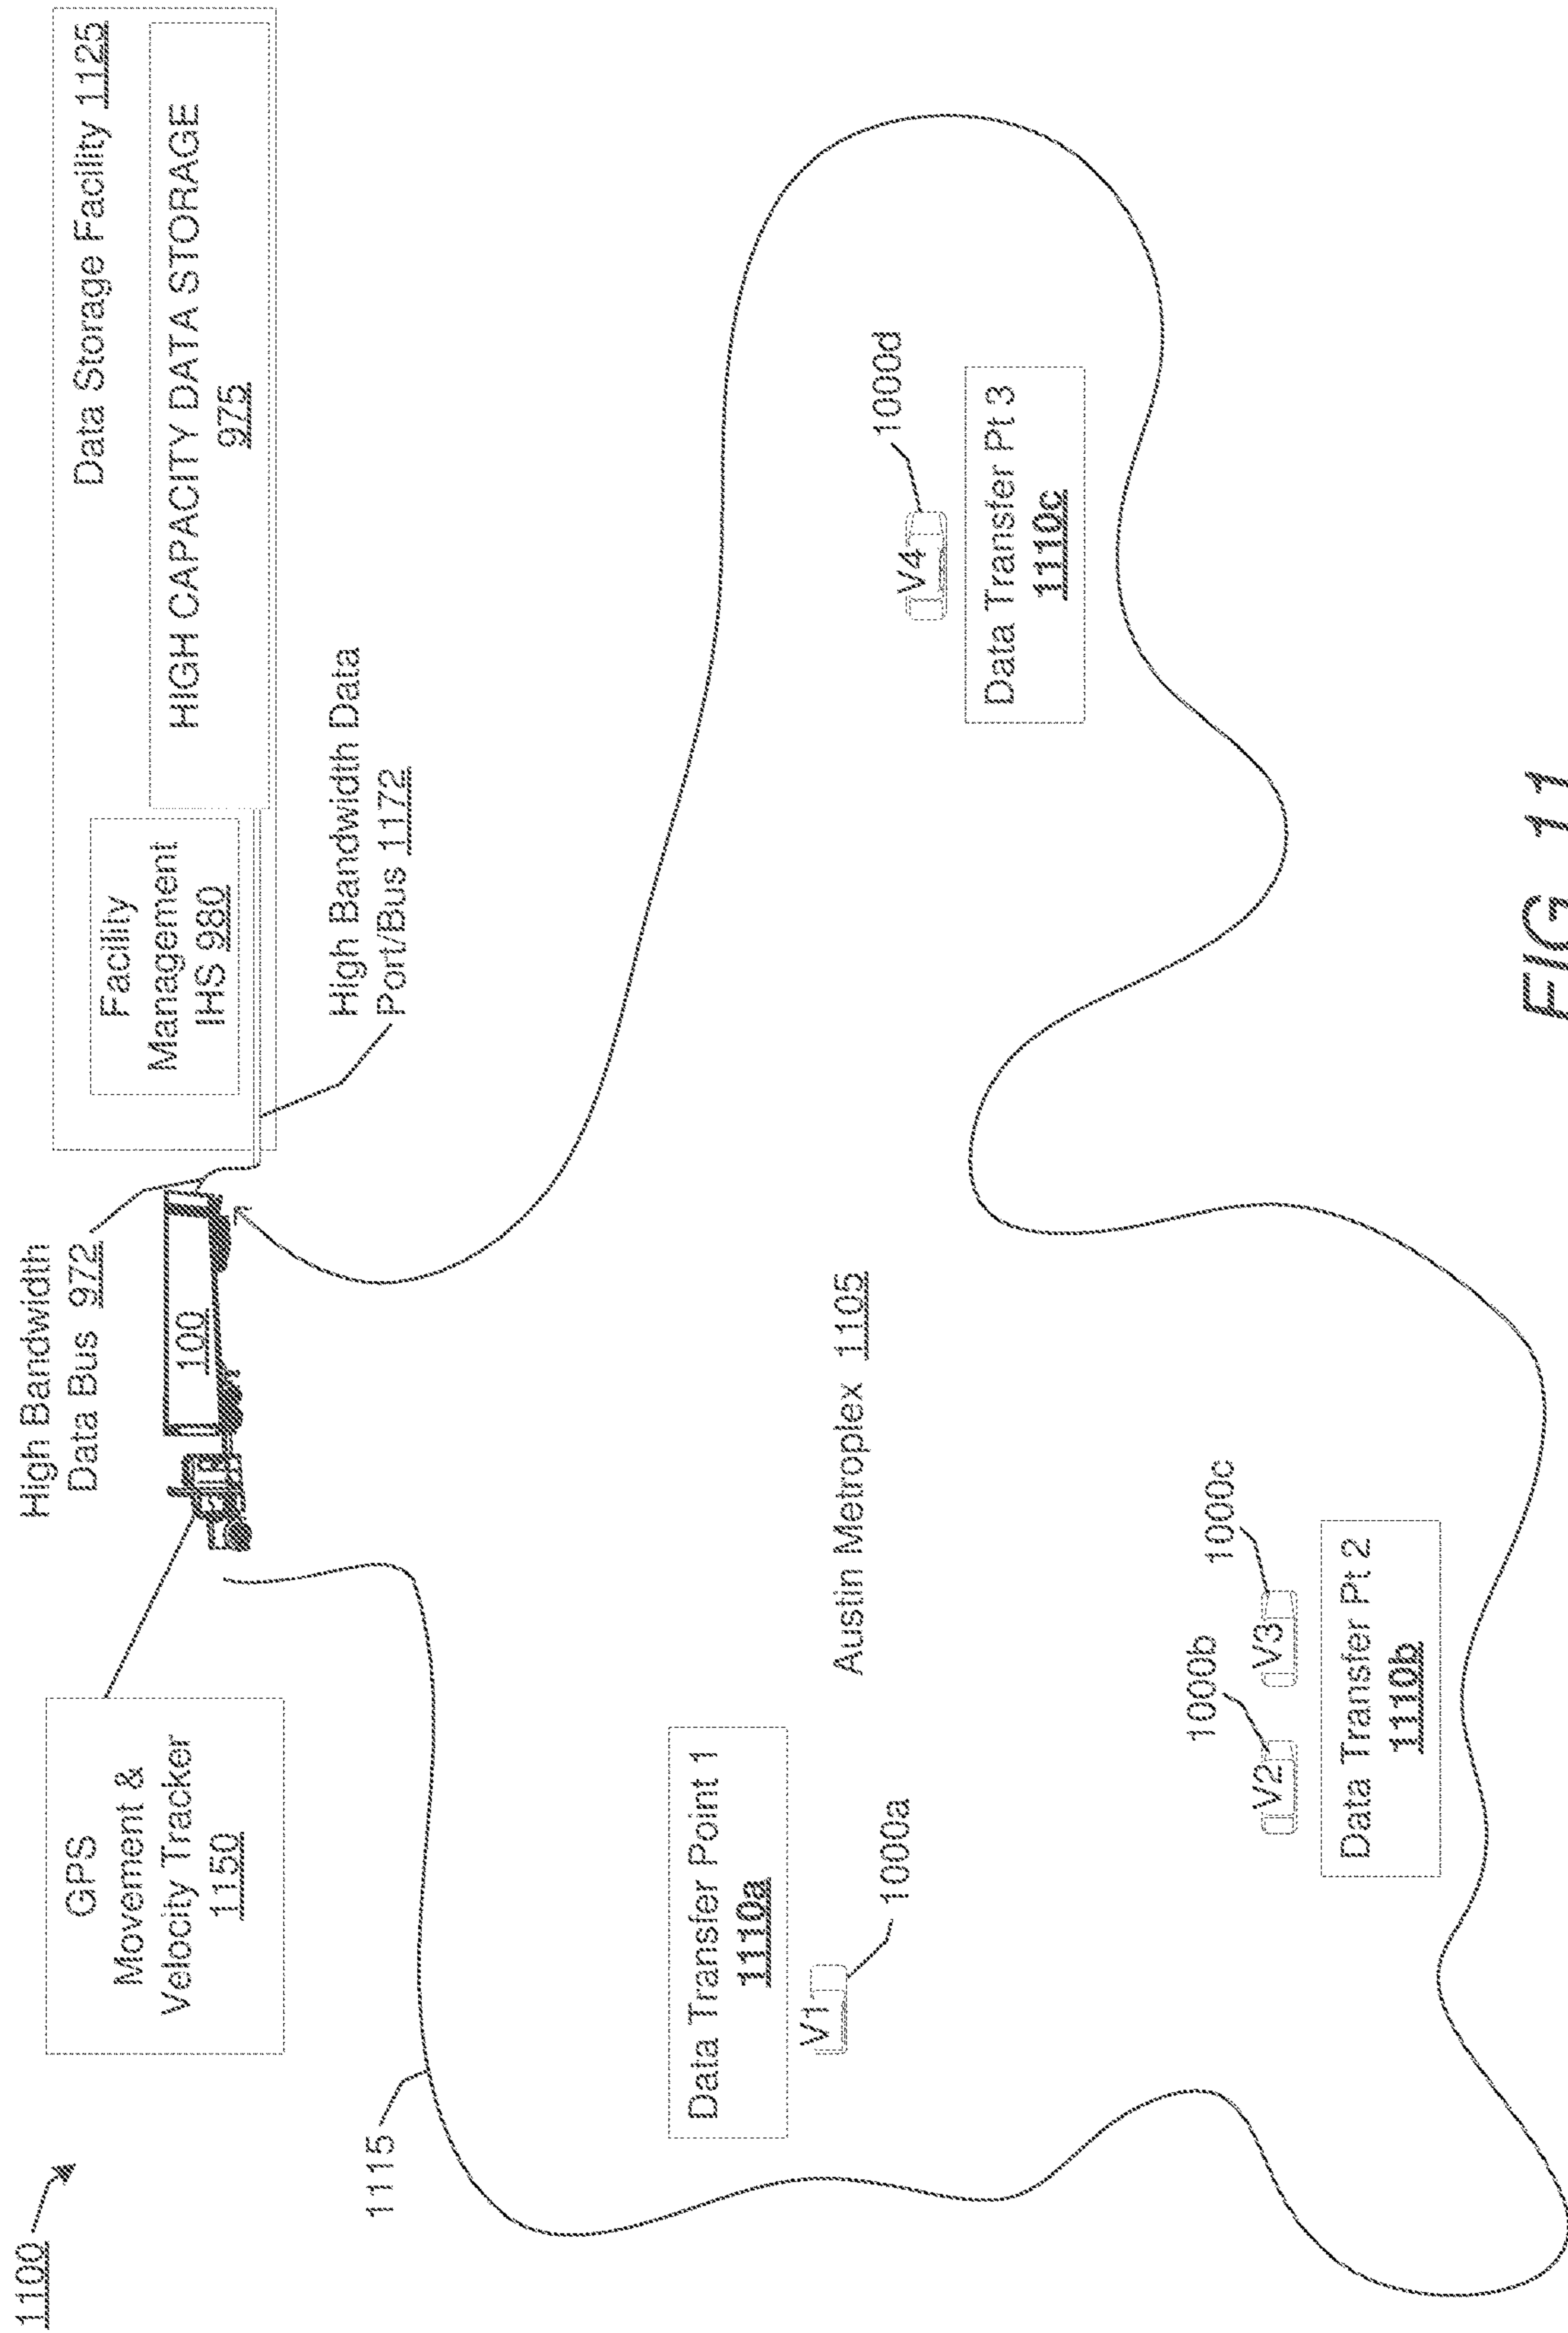 1100
GPS
Movement &
Velocity Tracker
1150
High Bandwidth
Data Bus 972
100
Facility
Management
IHS 980
Data Storage Facility 1125
HIGH CAPACITY DATA STORAGE
975
High Bandwidth Data
Port/Bus 1172
1115
Data Transfer Point 1
1110a
V1
1000a
Austin Metroplex 1105
V4
1000d
Data Transfer Pt 3
1110c
1000b
1000c
V2
V3
Data Transfer Pt 2
1110b
FIG. 11